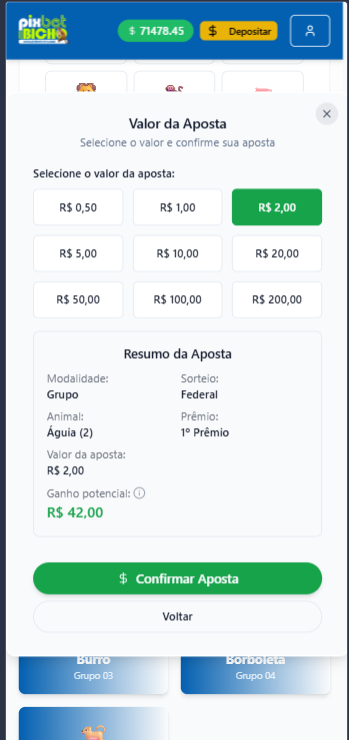 pixbet
BICHO
$ 71478.45
$ Depositar
Valor da Aposta
Selecione o valor e confirme sua aposta
Selecione o valor da aposta:
R$ 0,50 R$ 1,00 R$ 2,00
R$ 5,00 R$ 10,00 R$ 20,00
R$ 50,00 R$ 100,00 R$ 200,00
Resumo da Aposta
Modalidade: Sorteio:
Grupo Federal
Animal: Prêmio:
Águia (2) 1º Prêmio
Valor da aposta:
R$ 2,00
Ganho potencial:
R$ 42,00
$ Confirmar Aposta
Voltar
Burro Borboleta
Grupo 03 Grupo 04